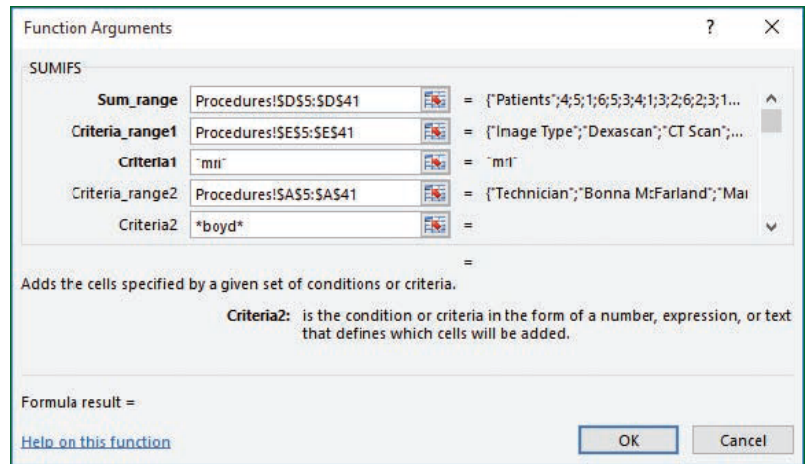 Function Arguments ? ×
SUMIFS
Sum_range Procedures!$D$5:$D$41 = {"Patients";4;5;1;6;5;3;4;1;3;2;6;2;3;1...
Criteria_range1 Procedures!$E$5:$E$41 = {"Image Type";"Dexascan";"CT Scan";...
Criteria1 "mri" = "mri"
Criteria_range2 Procedures!$A$5:$A$41 = {"Technician";"Bonna McFarland";"Mar
Criteria2 *boyd* =
=
Adds the cells specified by a given set of conditions or criteria.
Criteria2: is the condition or criteria in the form of a number, expression, or text
that defines which cells will be added.
Formula result =
Help on this function OK Cancel